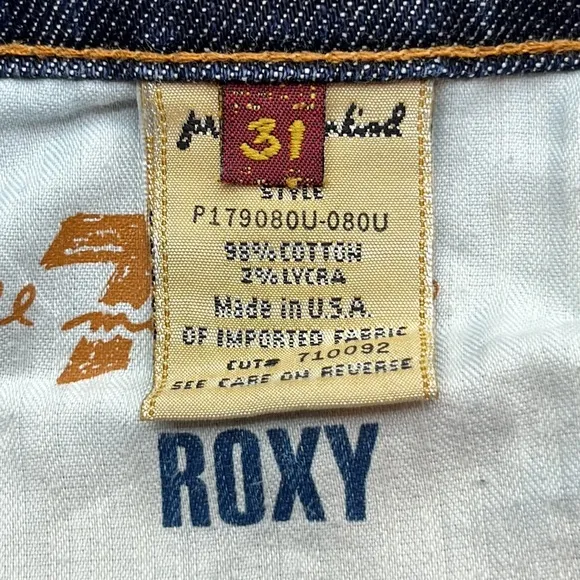 31
STYLE
P179080U-080U
98% COTTON
2% LYCRA
Made in U.S.A.
OF IMPORTED FABRIC
CUT# 710092
SEE CARE ON REVERSE
7
ROXY